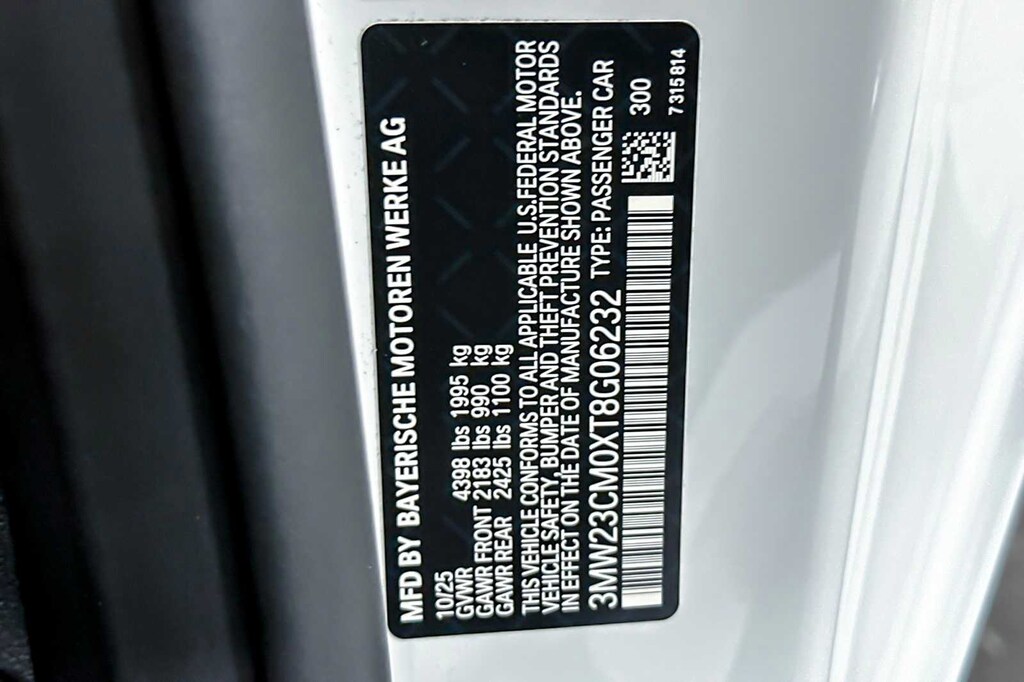 MFD BY BAYERISCHE MOTOREN WERKE AG
10/25
GVWR 4398 lbs 1995 kg
GAWR FRONT 2183 lbs 990 kg
GAWR REAR 2425 lbs 1100 kg
THIS VEHICLE CONFORMS TO ALL APPLICABLE U.S.FEDERAL MOTOR
VEHICLE SAFETY, BUMPER AND THEFT PREVENTION STANDARDS
IN EFFECT ON THE DATE OF MANUFACTURE SHOWN ABOVE.
3MW23CM0XT8G06232 TYPE: PASSENGER CAR
300
7315814